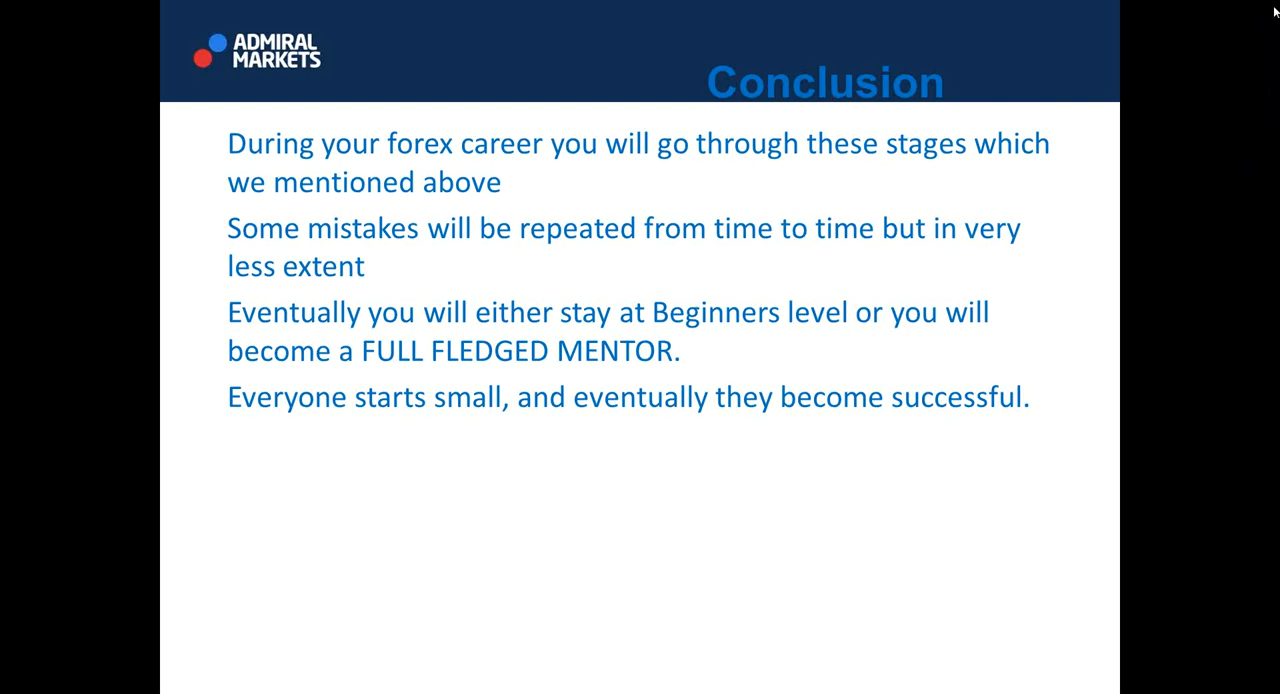 ADMIRAL
MARKETS
Conclusion
During your forex career you will go through these stages which
we mentioned above
Some mistakes will be repeated from time to time but in very
less extent
Eventually you will either stay at Beginners level or you will
become a FULL FLEDGED MENTOR.
Everyone starts small, and eventually they become successful.